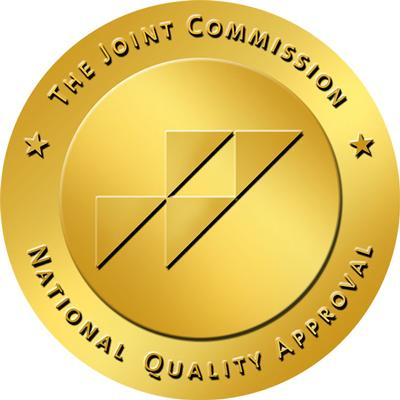 THE JOINT COMMISSION
NATIONAL QUALITY APPROVAL